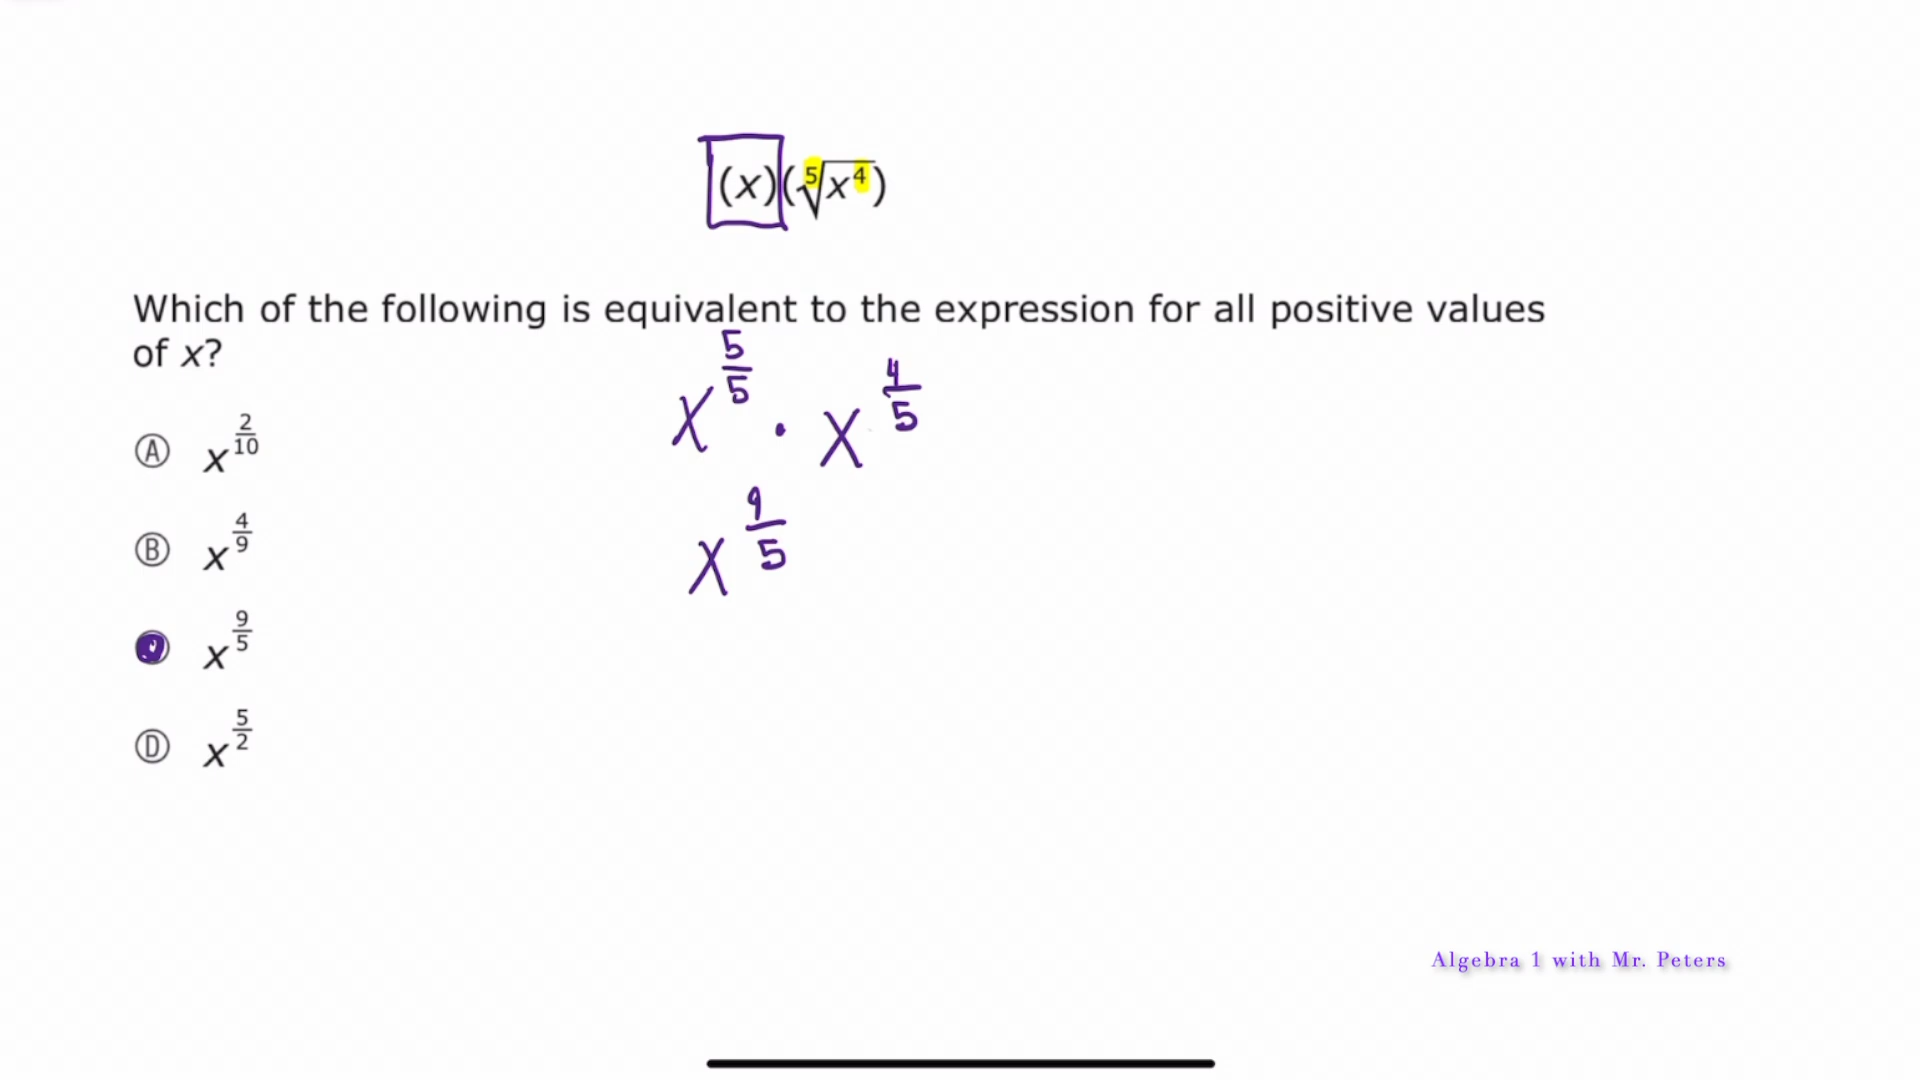 (x)(⁵√x⁴)
Which of the following is equivalent to the expression for all positive values
of x?
x^(5/5) · x^(4/5)
x^(9/5)
Ⓐ x^(2/10)
Ⓑ x^(4/9)
x^(9/5)
Ⓓ x^(5/2)
Algebra 1 with Mr. Peters